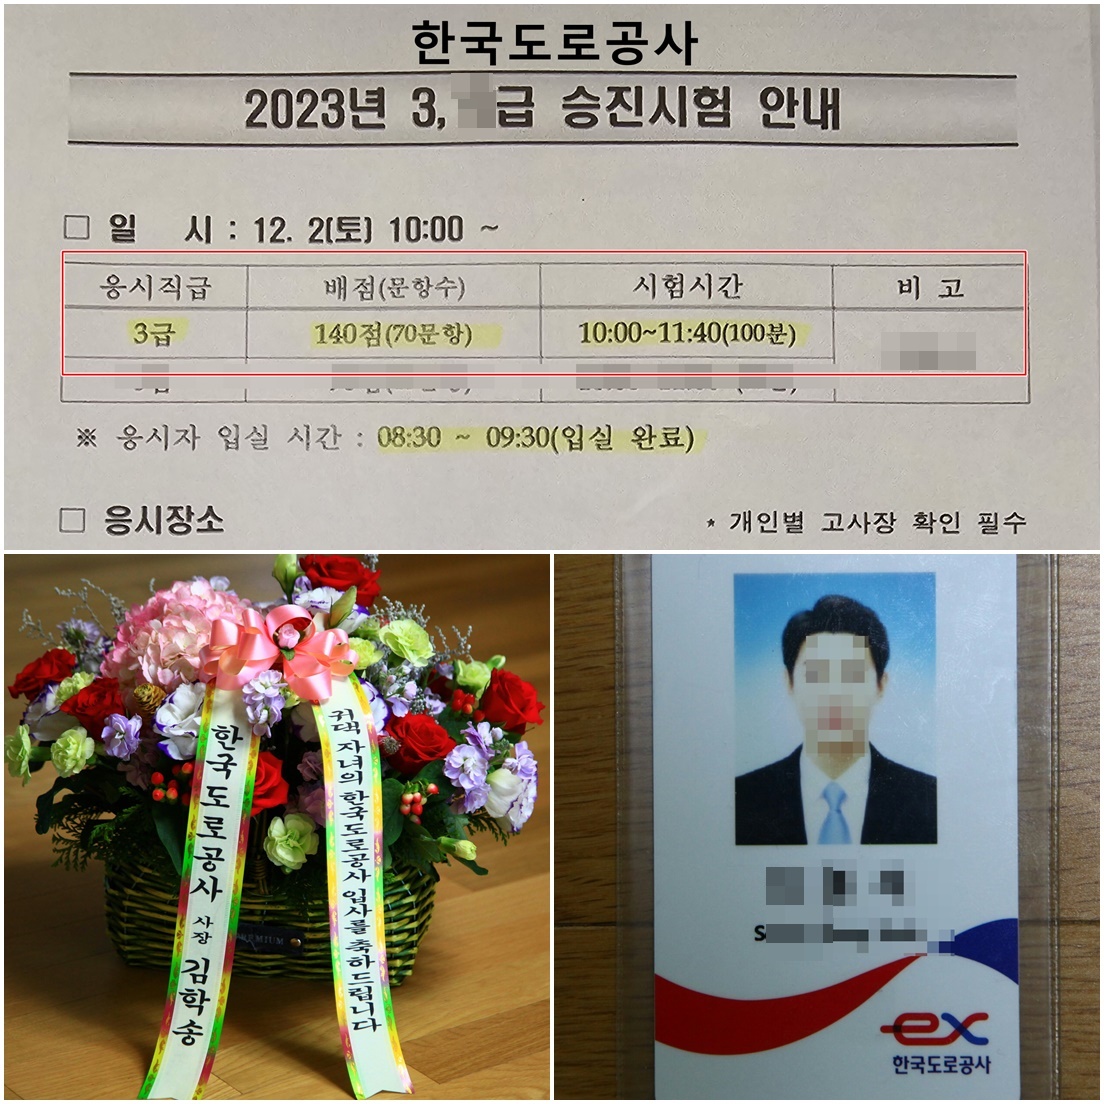 한국도로공사
2023년 3, 급 승진시험 안내
□ 일 시 : 12. 2(토) 10:00 ~
응시직급 배점(문항수) 시험시간 비 고
3급 140점(70문항) 10:00~11:40(100분)
※ 응시자 입실 시간 : 08:30 ~ 09:30(입실 완료)
□ 응시장소 * 개인별 고사장 확인 필수
한국도로공사 사장 김학송
귀댁 자녀의 한국도로공사 입사를 축하드립니다
PREMIUM
ex
한국도로공사